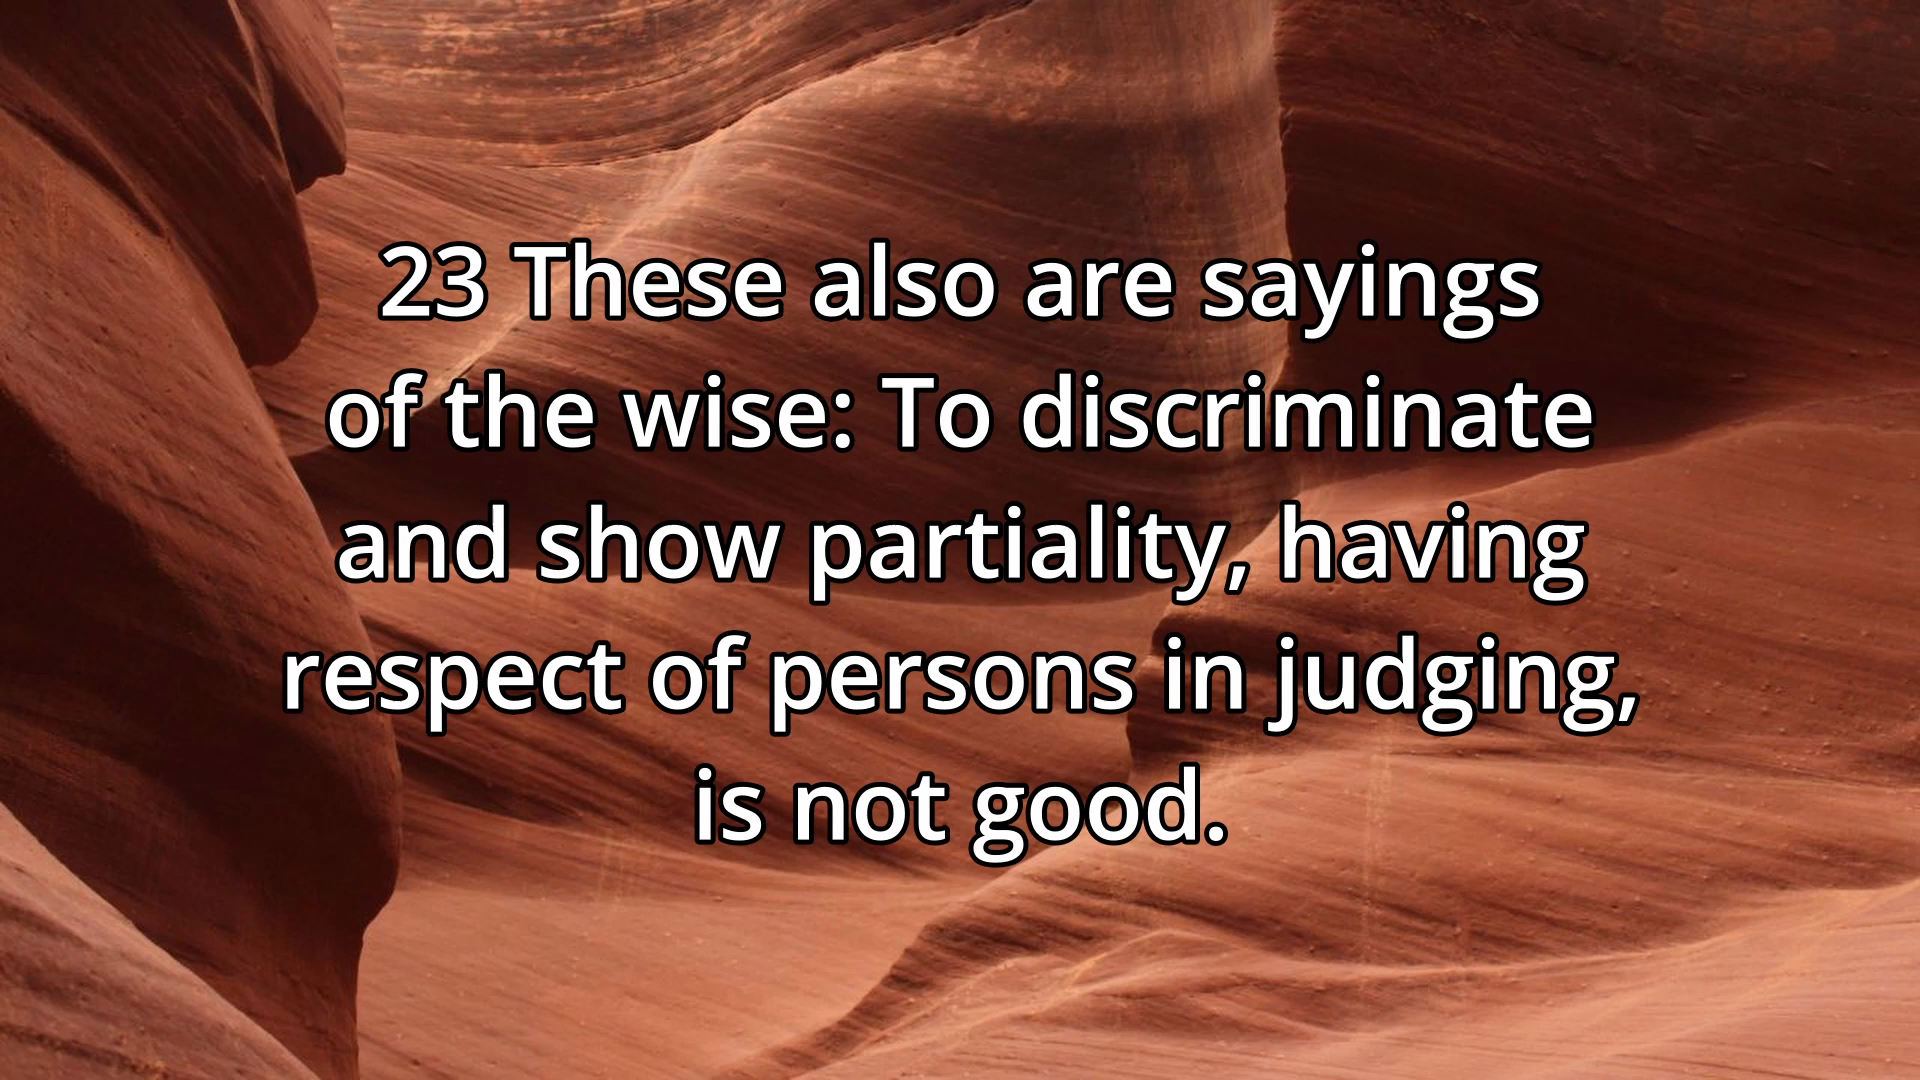 23 These also are sayings
of the wise: To discriminate
and show partiality, having
respect of persons in judging,
is not good.